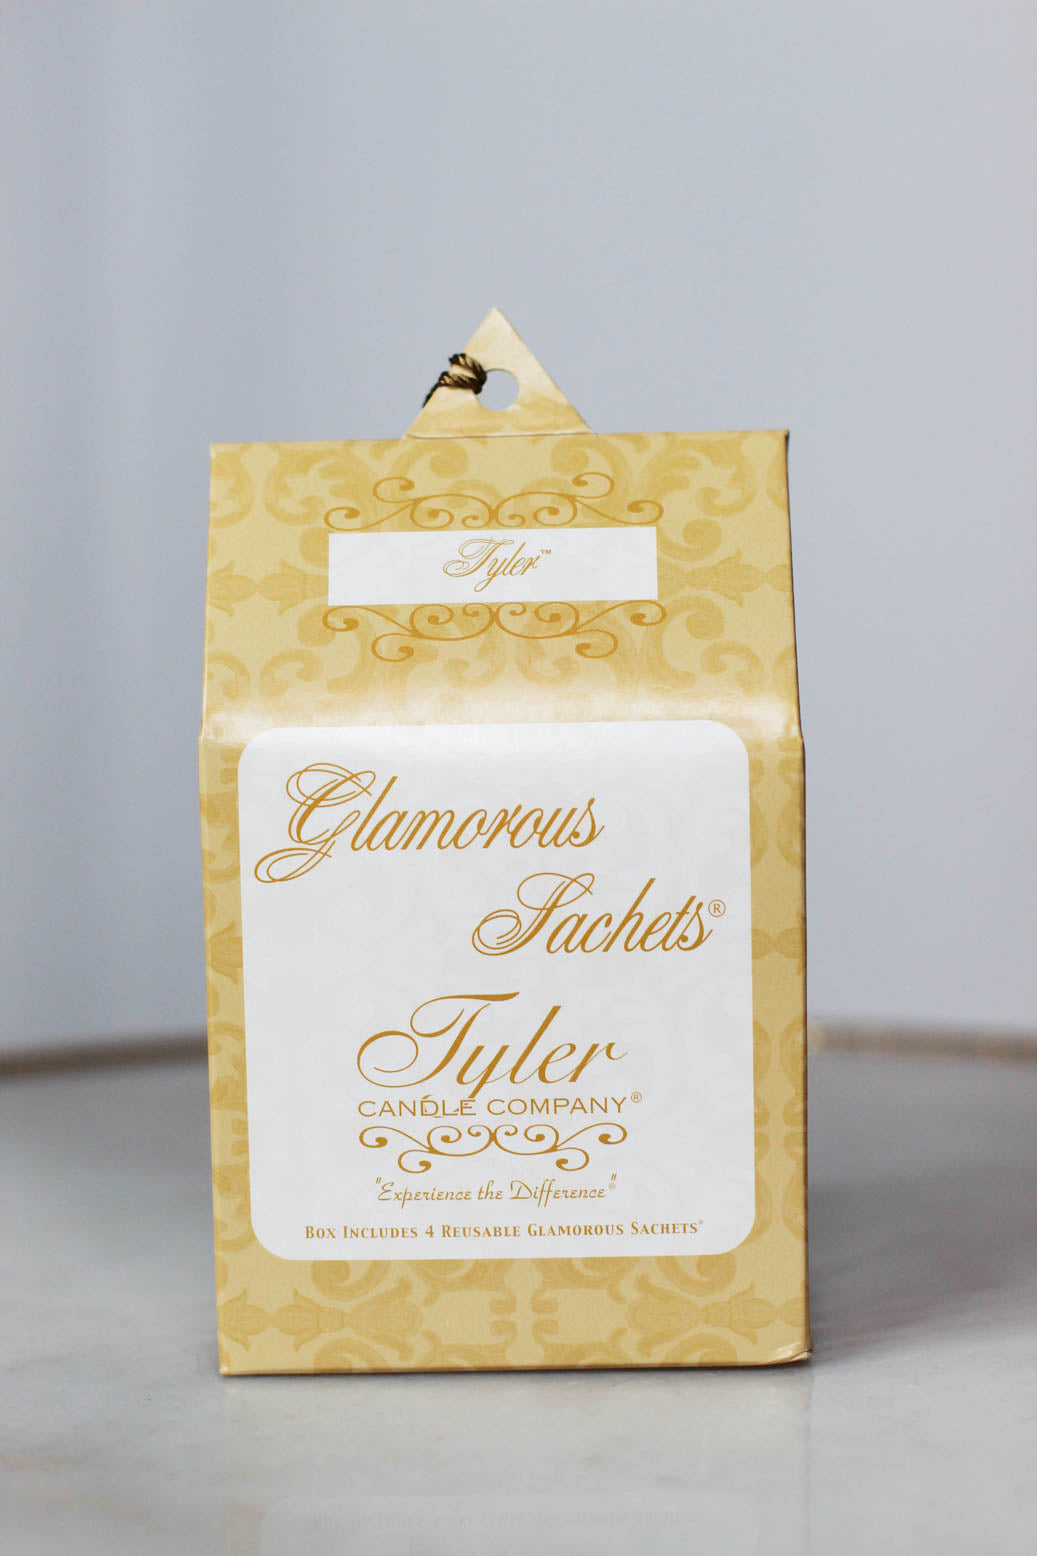 Tyler™
Glamorous
Sachets®
Tyler
CANDLE COMPANY®
"Experience the Difference"®
BOX INCLUDES 4 REUSABLE GLAMOROUS SACHETS®